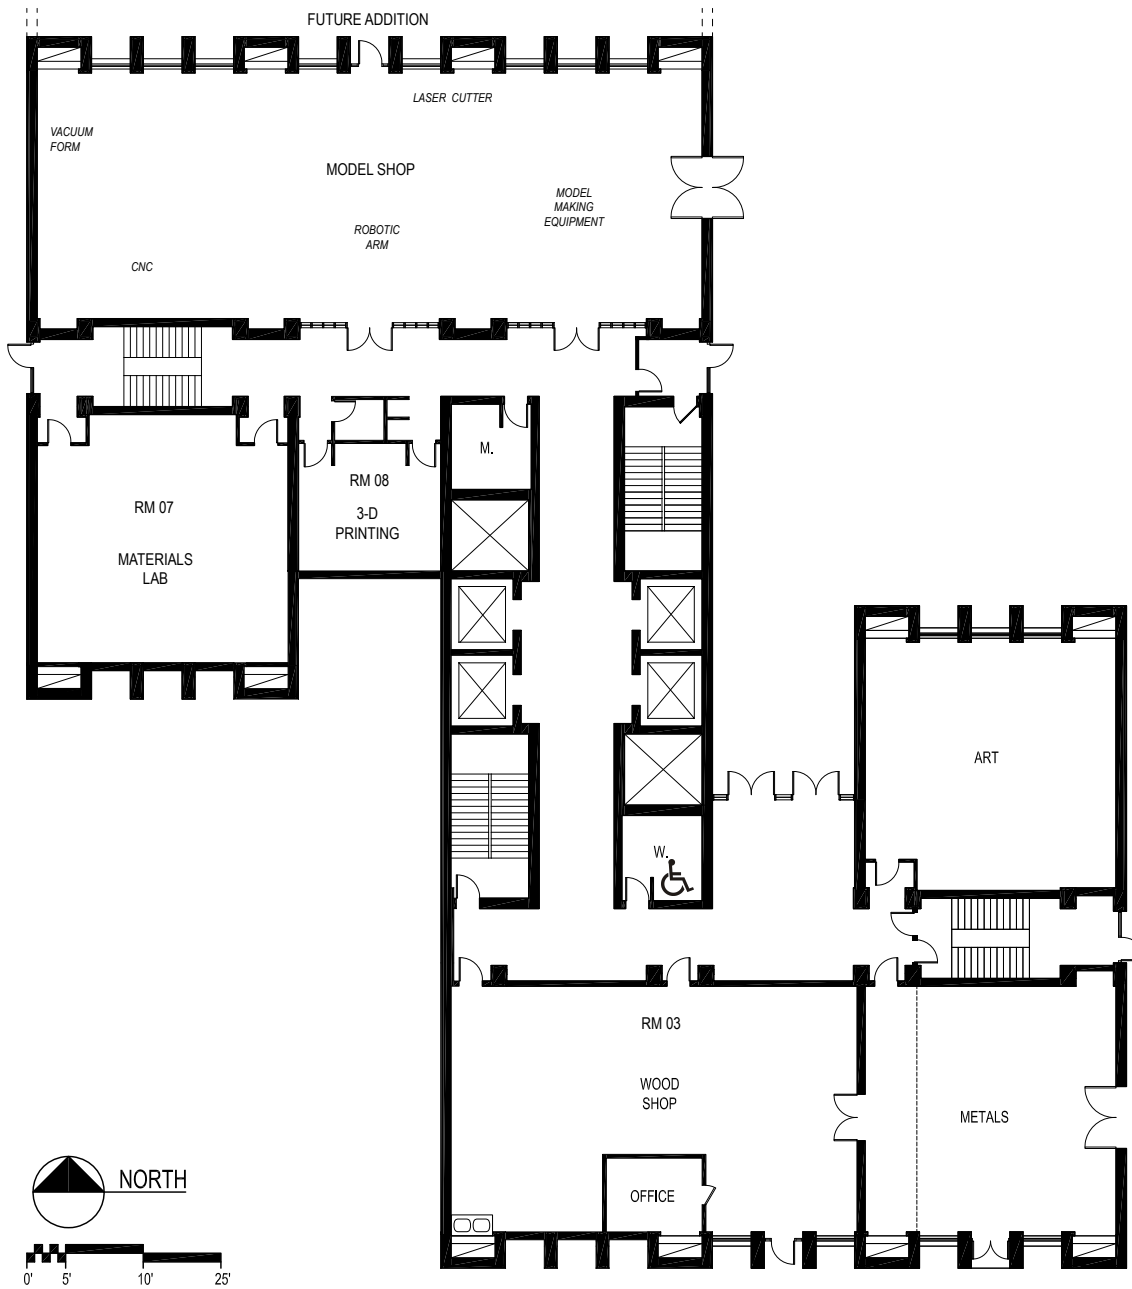 FUTURE ADDITION
LASER CUTTER
VACUUM
FORM
MODEL SHOP
MODEL
MAKING
EQUIPMENT
ROBOTIC
ARM
CNC
M.
RM 08
3-D
PRINTING
RM 07
MATERIALS
LAB
ART
W.
RM 03
WOOD
SHOP
METALS
OFFICE
NORTH
0' 5' 10' 25'